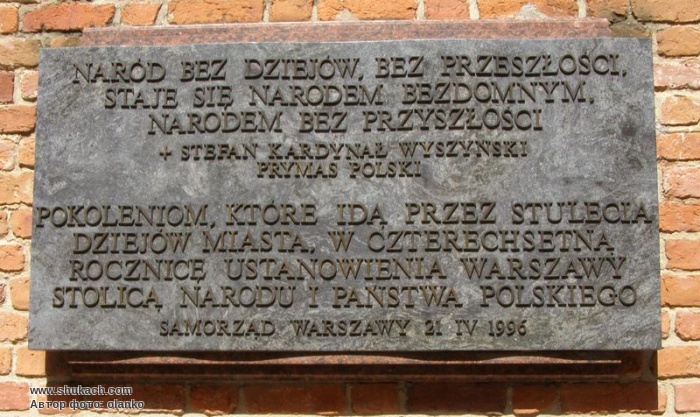 NARÓD BEZ DZIEJÓW, BEZ PRZESZŁOŚCI,
STAJE SIĘ NARODEM BEZDOMNYM,
NARODEM BEZ PRZYSZŁOŚCI
+ STEFAN KARDYNAŁ WYSZYŃSKI
PRYMAS POLSKI
POKOLENIOM, KTÓRE IDĄ PRZEZ STULECIA
DZIEJÓW MIASTA, W CZTERECHSETNĄ
ROCZNICĘ USTANOWIENIA WARSZAWY
STOLICĄ NARODU I PAŃSTWA POLSKIEGO
SAMORZĄD WARSZAWY 21 IV 1996
www.shukach.com
Автор фото: olanko